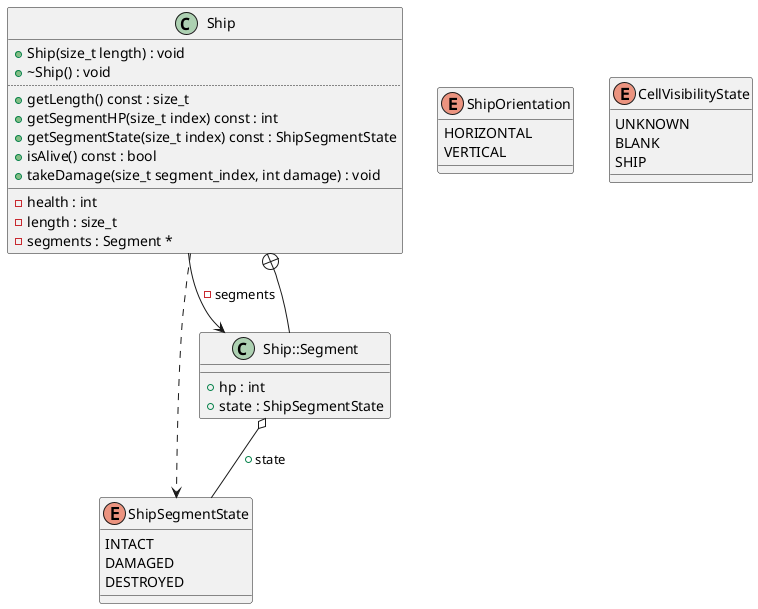 C Ship
Ship(size_t length) : void
~Ship() : void
getLength() const : size_t
getSegmentHP(size_t index) const : int
getSegmentState(size_t index) const : ShipSegmentState
isAlive() const : bool
takeDamage(size_t segment_index, int damage) : void
health : int
length : size_t
segments : Segment *
E ShipOrientation
HORIZONTAL
VERTICAL
E CellVisibilityState
UNKNOWN
BLANK
SHIP
segments
C Ship::Segment
hp : int
state : ShipSegmentState
state
E ShipSegmentState
INTACT
DAMAGED
DESTROYED